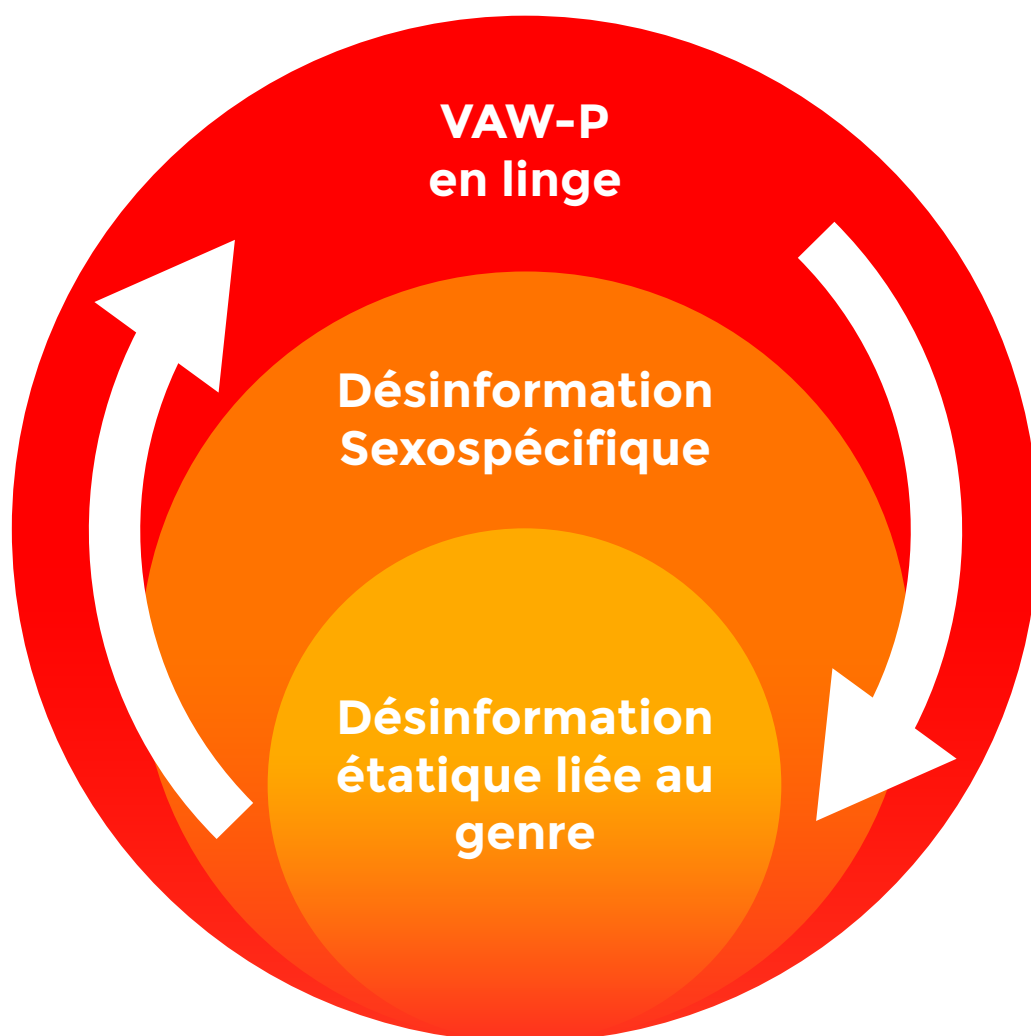 VAW-P
en linge
Désinformation
Sexospécifique
Désinformation
étatique liée au
genre